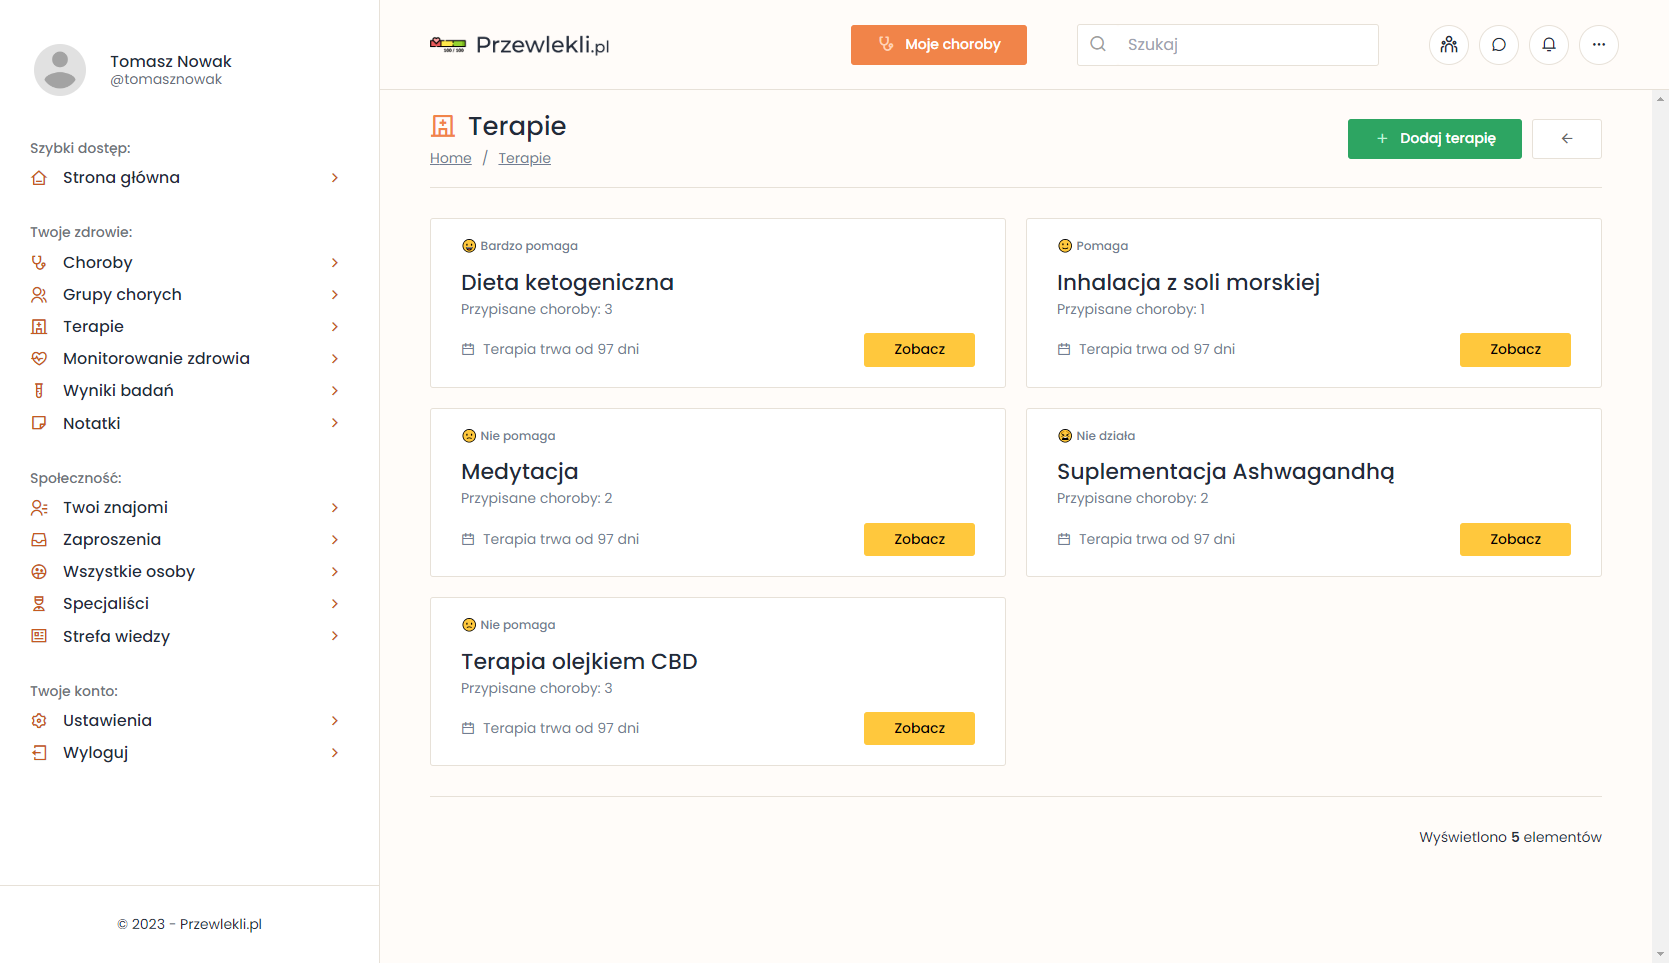 Tomasz Nowak
@tomasznowak
Szybki dostęp:
Strona główna
Twoje zdrowie:
Choroby
Grupy chorych
Terapie
Monitorowanie zdrowia
Wyniki badań
Notatki
Społeczność:
Twoi znajomi
Zaproszenia
Wszystkie osoby
Specjaliści
Strefa wiedzy
Twoje konto:
Ustawienia
Wyloguj
© 2023 - Przewlekli.pl
100 / 100
Przewlekli.pl
Moje choroby
Szukaj
Terapie
Home / Terapie
Dodaj terapię
Bardzo pomaga
Dieta ketogeniczna
Przypisane choroby: 3
Terapia trwa od 97 dni
Zobacz
Pomaga
Inhalacja z soli morskiej
Przypisane choroby: 1
Terapia trwa od 97 dni
Zobacz
Nie pomaga
Medytacja
Przypisane choroby: 2
Terapia trwa od 97 dni
Zobacz
Nie działa
Suplementacja Ashwagandhą
Przypisane choroby: 2
Terapia trwa od 97 dni
Zobacz
Nie pomaga
Terapia olejkiem CBD
Przypisane choroby: 3
Terapia trwa od 97 dni
Zobacz
Wyświetlono 5 elementów